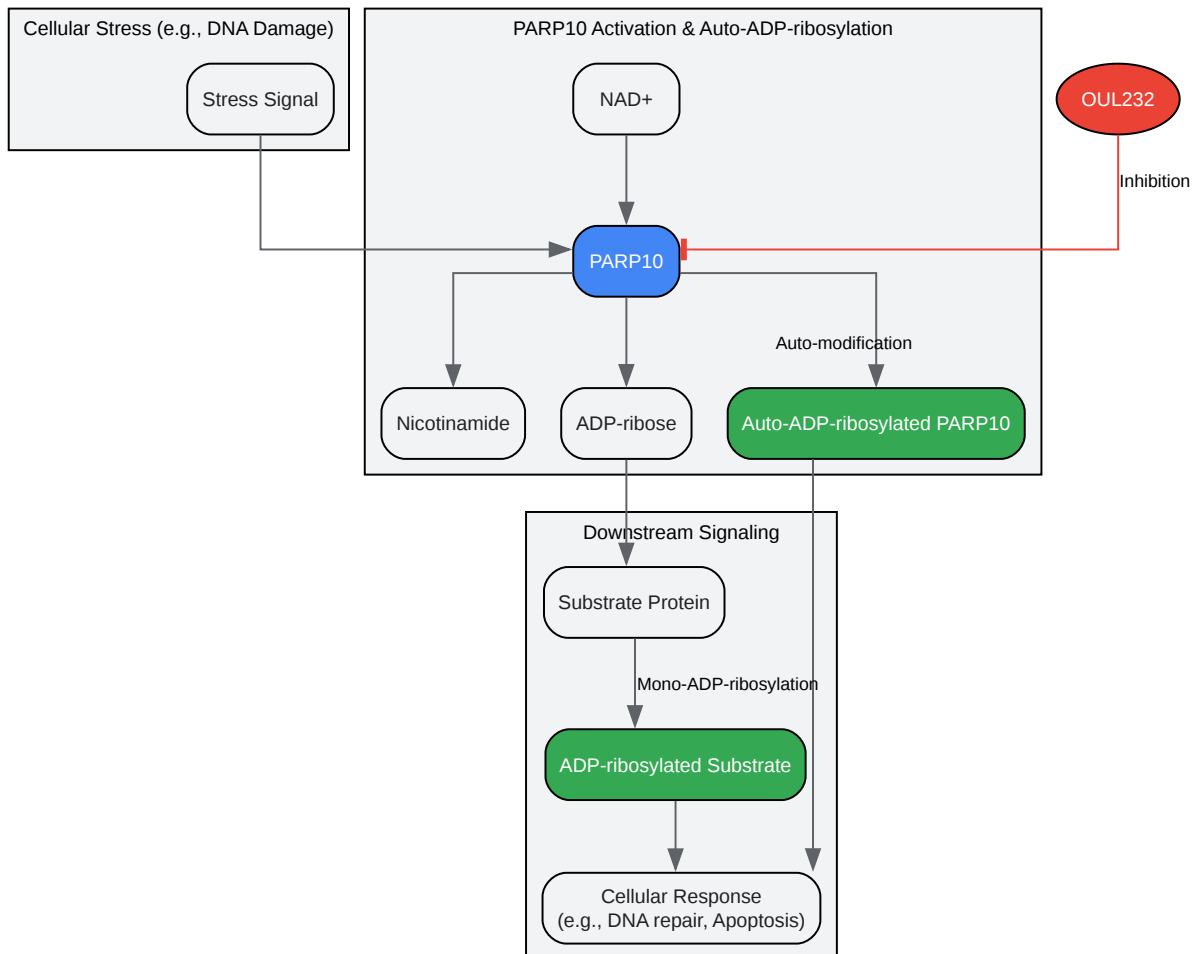 Cellular Stress (e.g., DNA Damage)
PARP10 Activation & Auto-ADP-ribosylation
Stress Signal
NAD+
OUL232
Inhibition
PARP10
Auto-modification
Nicotinamide
ADP-ribose
Auto-ADP-ribosylated PARP10
Downstream Signaling
Substrate Protein
Mono-ADP-ribosylation
ADP-ribosylated Substrate
Cellular Response
(e.g., DNA repair, Apoptosis)